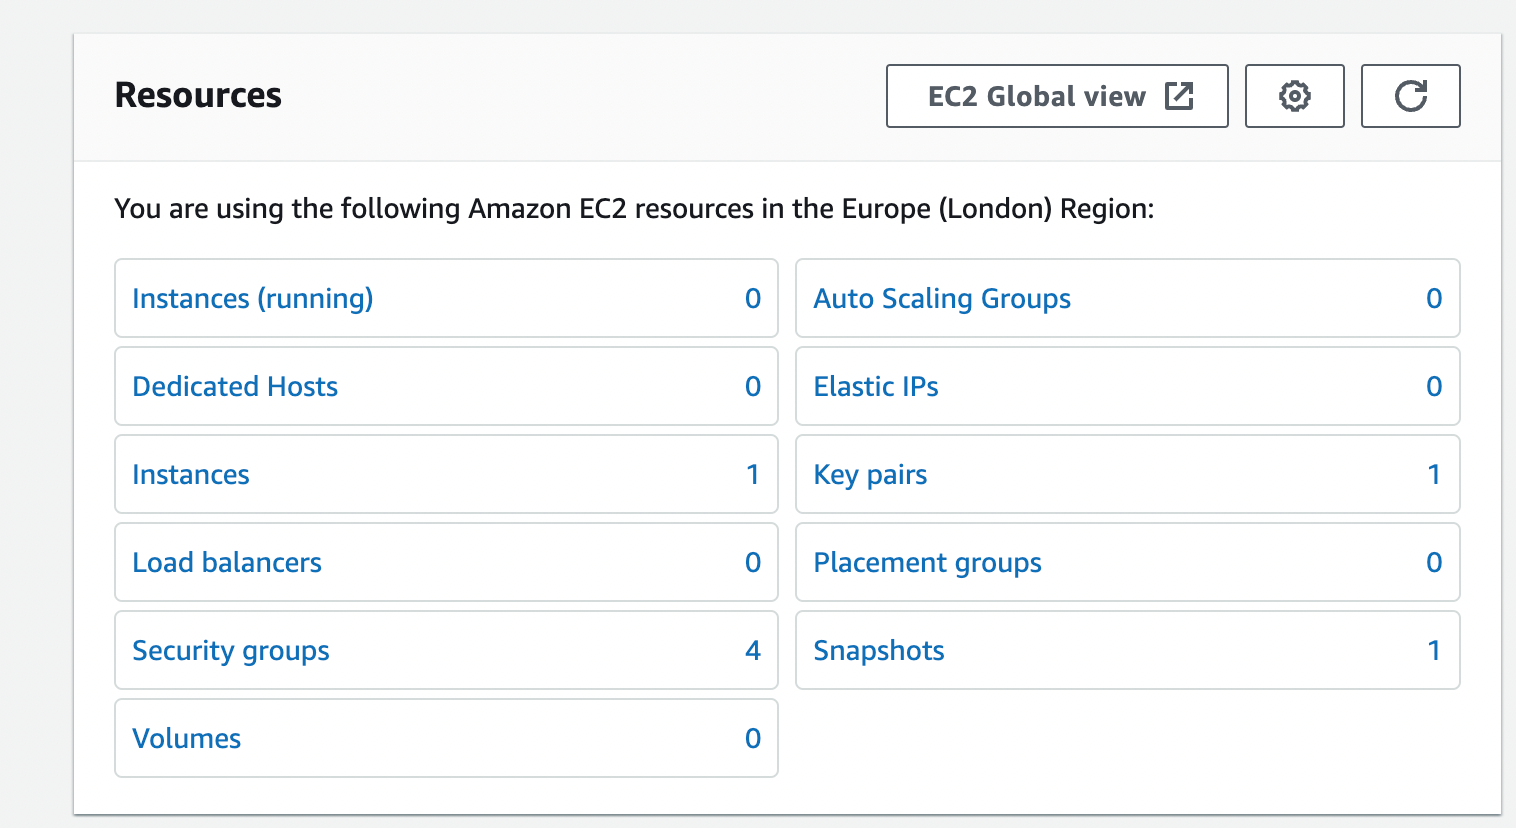 Resources
EC2 Global view
You are using the following Amazon EC2 resources in the Europe (London) Region:
Instances (running) 0
Auto Scaling Groups 0
Dedicated Hosts 0
Elastic IPs 0
Instances 1
Key pairs 1
Load balancers 0
Placement groups 0
Security groups 4
Snapshots 1
Volumes 0